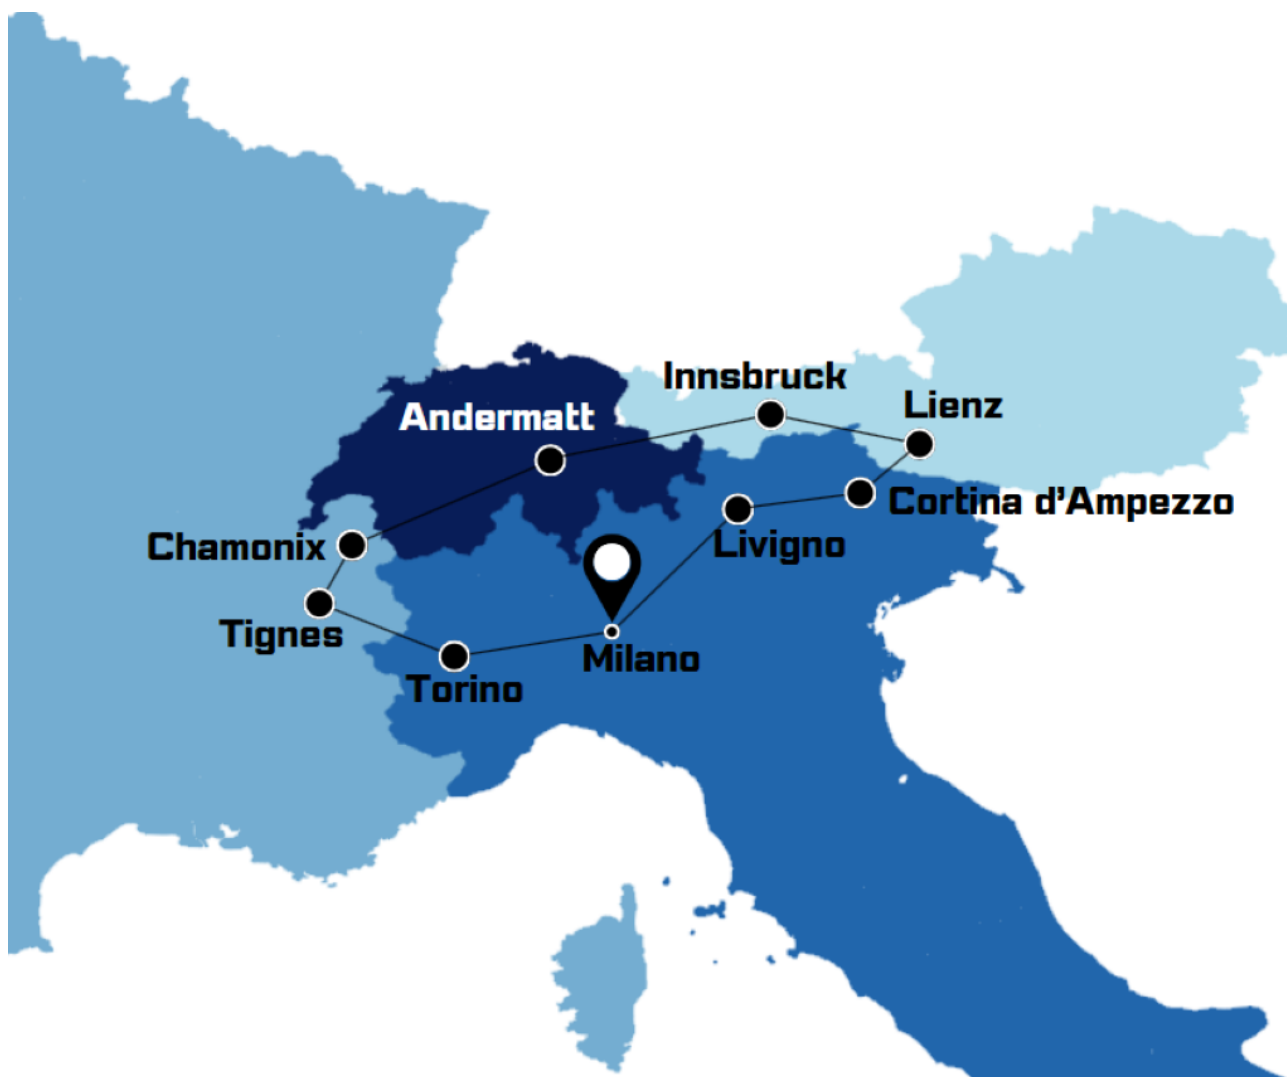 Innsbruck
Lienz
Andermatt
Cortina d'Ampezzo
Livigno
Chamonix
Tignes
Milano
Torino